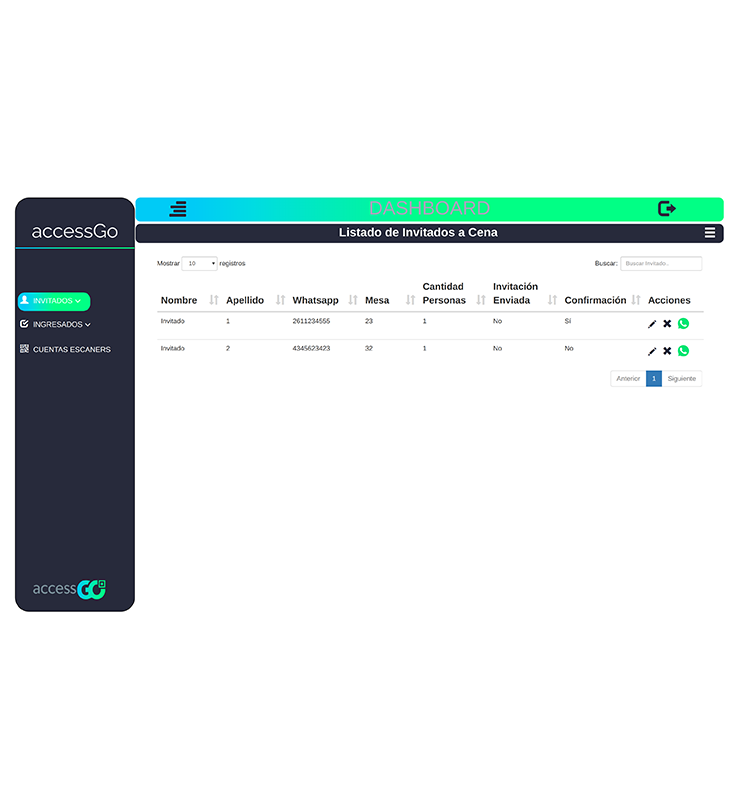 accessGo
DASHBOARD
Listado de Invitados a Cena
INVITADOS
INGRESADOS
CUENTAS ESCANERS
Mostrar 10 registros
Buscar: Buscar Invitado..
Nombre Apellido Whatsapp Mesa Cantidad Personas Invitación Enviada Confirmación Acciones
Invitado 1 2611234555 23 1 No Sí
Invitado 2 4345623423 32 1 No No
Anterior 1 Siguiente
accessGO